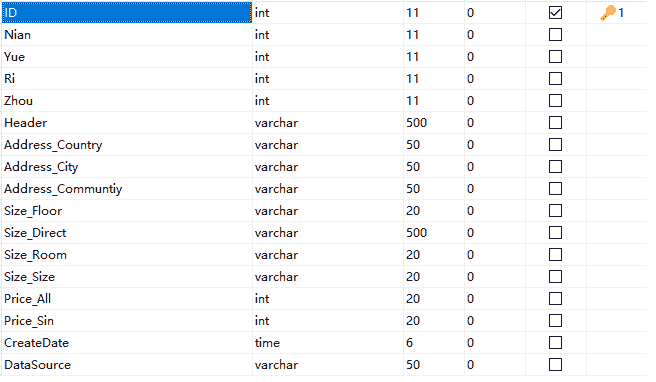 ID int 11 0 1
Nian int 11 0
Yue int 11 0
Ri int 11 0
Zhou int 11 0
Header varchar 500 0
Address_Country varchar 50 0
Address_City varchar 50 0
Address_Communtiy varchar 50 0
Size_Floor varchar 20 0
Size_Direct varchar 500 0
Size_Room varchar 20 0
Size_Size varchar 20 0
Price_All int 20 0
Price_Sin int 20 0
CreateDate time 6 0
DataSource varchar 50 0